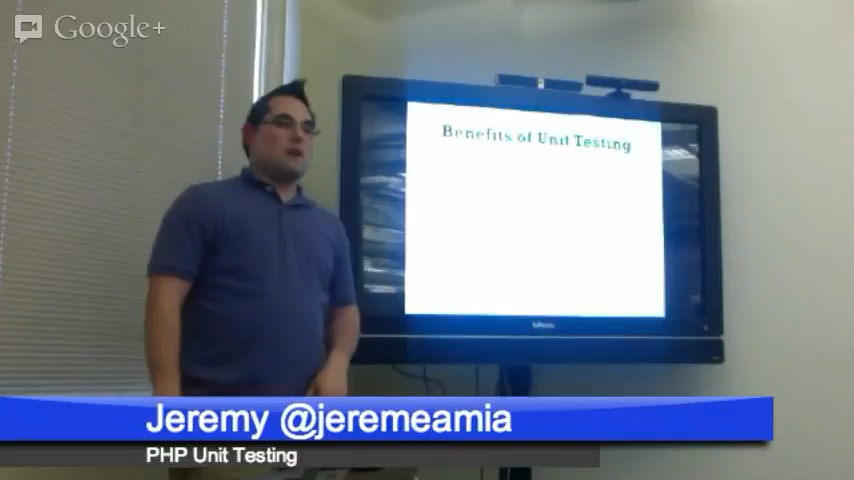 Google+
Benefits of Unit Testing
Jeremy @jeremeamia
PHP Unit Testing